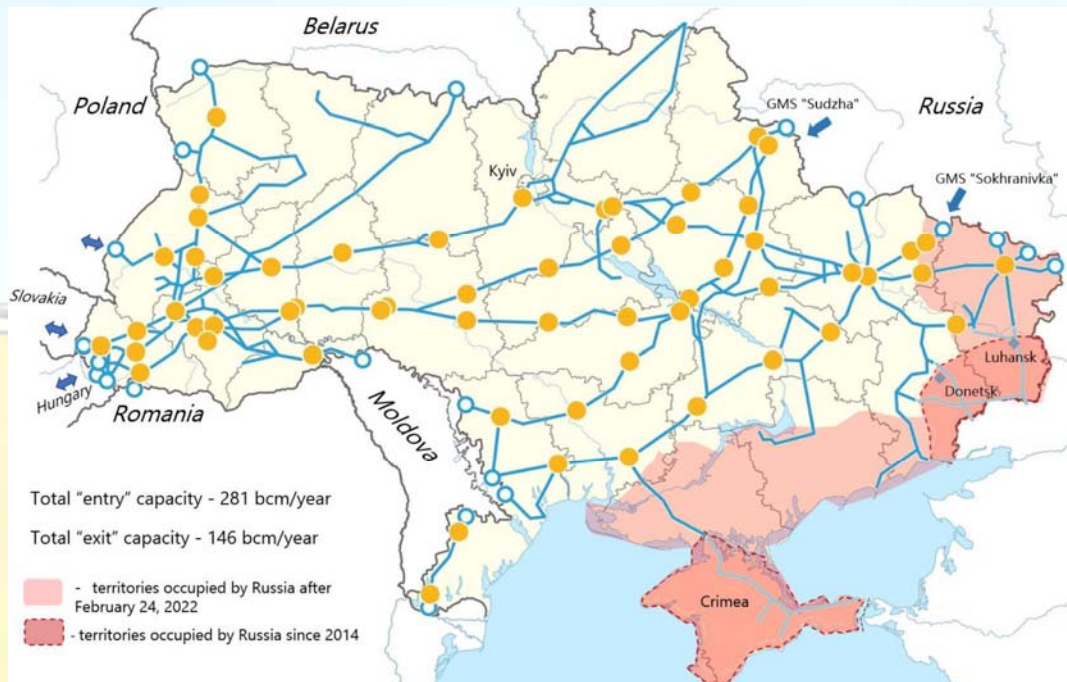 Belarus
Poland
GMS "Sudzha"
Russia
Kyiv
GMS "Sokhranivka"
Slovakia
Hungary
Romania
Moldova
Luhansk
Donetsk
Total "entry" capacity - 281 bcm/year
Total "exit" capacity - 146 bcm/year
- territories occupied by Russia after
February 24, 2022
- territories occupied by Russia since 2014
Crimea